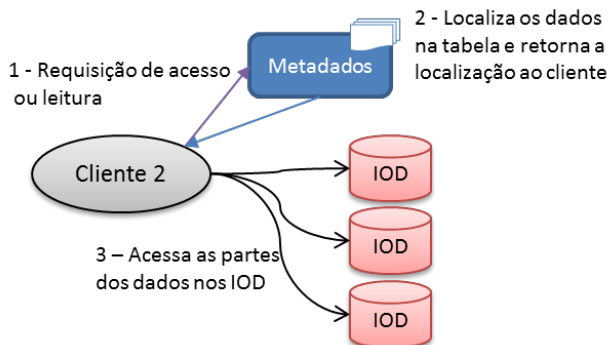 2 - Localiza os dados
na tabela e retorna a
localização ao cliente
Metadados
1 - Requisição de acesso
ou leitura
Cliente 2
IOD
IOD
IOD
3 – Acessa as partes
dos dados nos IOD